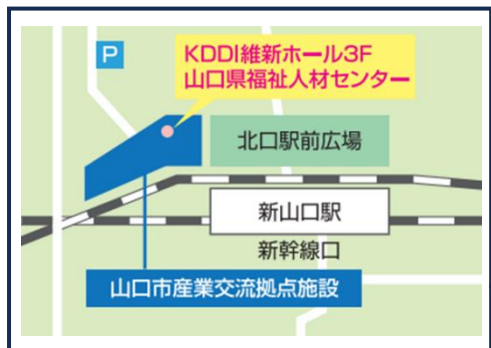 P
KDDI維新ホール3F
山口県福祉人材センター
北口駅前広場
新山口駅
新幹線口
山口市産業交流拠点施設